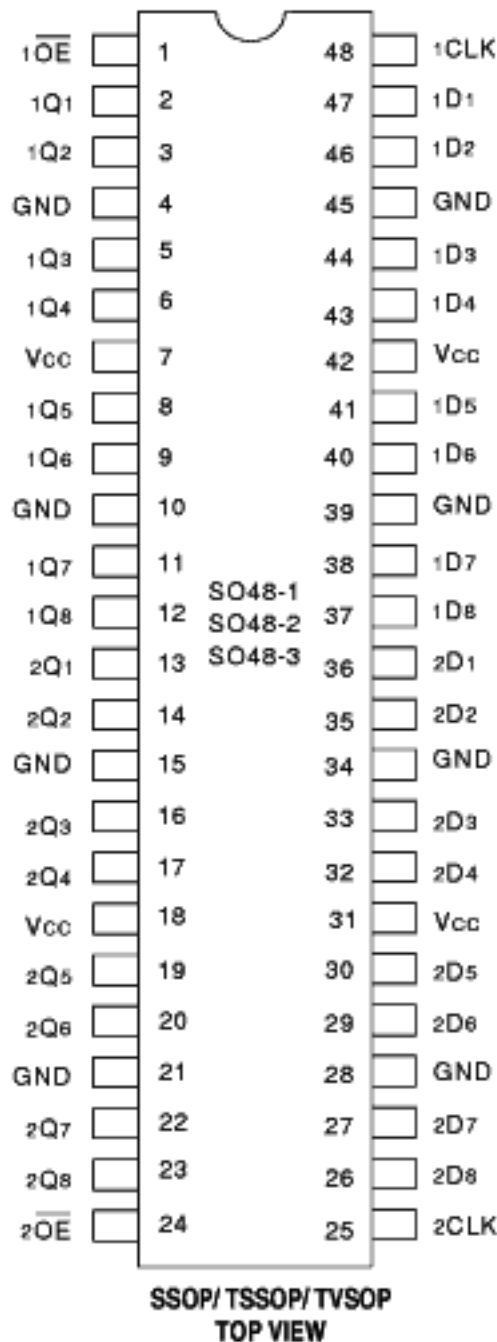 1OE 1 48 1CLK
1Q1 2 47 1D1
1Q2 3 46 1D2
GND 4 45 GND
1Q3 5 44 1D3
1Q4 6 43 1D4
Vcc 7 42 Vcc
1Q5 8 41 1D5
1Q6 9 40 1D6
GND 10 39 GND
1Q7 11 38 1D7
SO48-1
1Q8 12 37 1D8
SO48-2
SO48-3
2Q1 13 36 2D1
2Q2 14 35 2D2
GND 15 34 GND
2Q3 16 33 2D3
2Q4 17 32 2D4
Vcc 18 31 Vcc
2Q5 19 30 2D5
2Q6 20 29 2D6
GND 21 28 GND
2Q7 22 27 2D7
2Q8 23 26 2D8
2OE 24 25 2CLK
SSOP/ TSSOP/ TVSOP
TOP VIEW